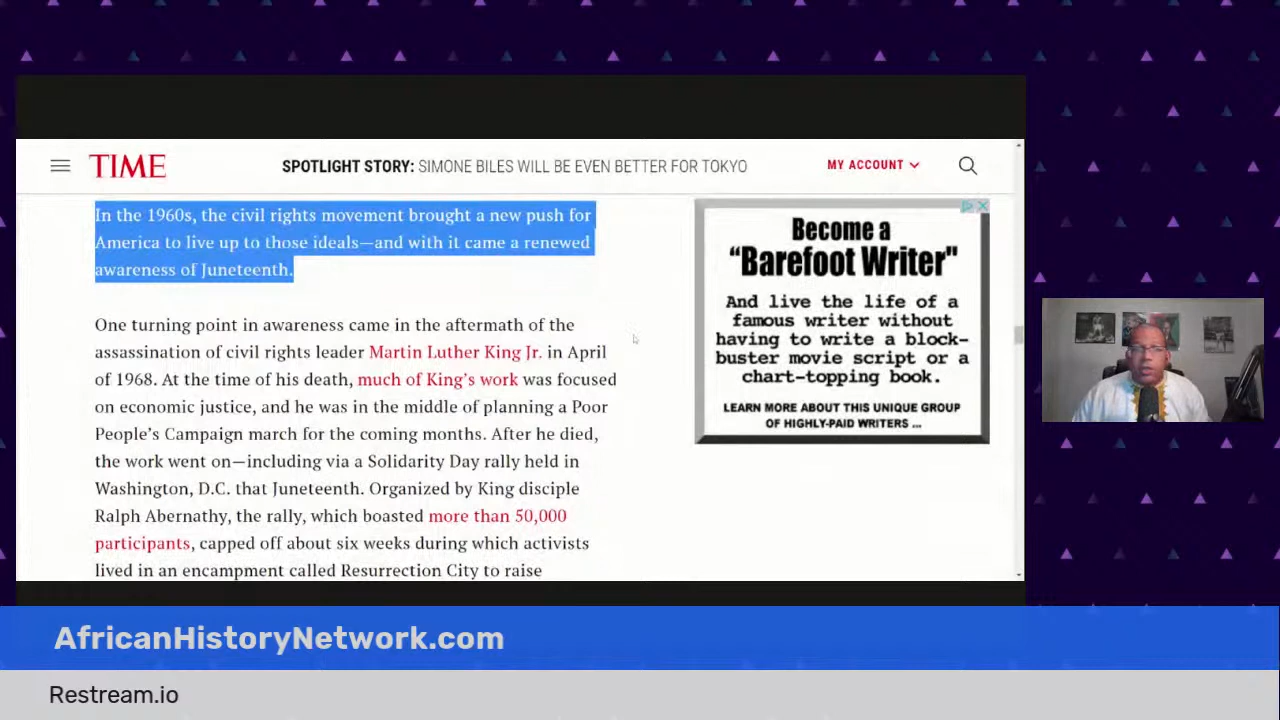 TIME
SPOTLIGHT STORY: SIMONE BILES WILL BE EVEN BETTER FOR TOKYO
MY ACCOUNT
In the 1960s, the civil rights movement brought a new push for
America to live up to those ideals—and with it came a renewed
awareness of Juneteenth.
One turning point in awareness came in the aftermath of the
assassination of civil rights leader Martin Luther King Jr. in April
of 1968. At the time of his death, much of King's work was focused
on economic justice, and he was in the middle of planning a Poor
People's Campaign march for the coming months. After he died,
the work went on—including via a Solidarity Day rally held in
Washington, D.C. that Juneteenth. Organized by King disciple
Ralph Abernathy, the rally, which boasted more than 50,000
participants, capped off about six weeks during which activists
lived in an encampment called Resurrection City to raise
Become a
"Barefoot Writer"
And live the life of a
famous writer without
having to write a block-
buster movie script or a
chart-topping book.
LEARN MORE ABOUT THIS UNIQUE GROUP
OF HIGHLY-PAID WRITERS ...
AfricanHistoryNetwork.com
Restream.io